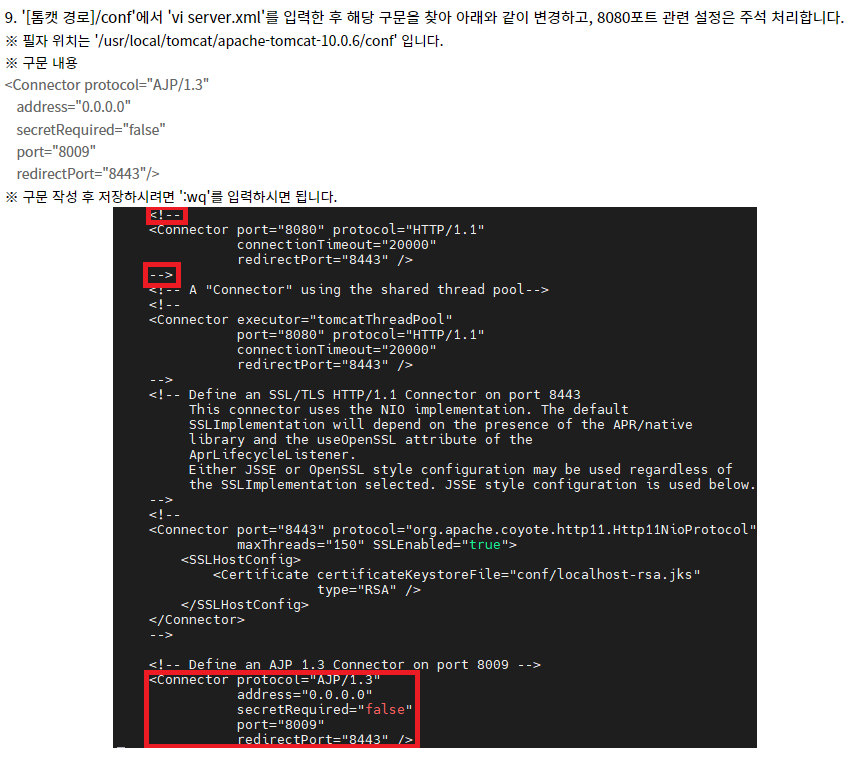 9. '[톰캣 경로]/conf'에서 'vi server.xml'를 입력한 후 해당 구문을 찾아 아래와 같이 변경하고, 8080포트 관련 설정은 주석 처리합니다.
※ 필자 위치는 '/usr/local/tomcat/apache-tomcat-10.0.6/conf' 입니다.
※ 구문 내용
<Connector protocol="AJP/1.3"
address="0.0.0.0"
secretRequired="false"
port="8009"
redirectPort="8443"/>
※ 구문 작성 후 저장하시려면 ':wq'를 입력하시면 됩니다.
<!--
<Connector port="8080" protocol="HTTP/1.1"
connectionTimeout="20000"
redirectPort="8443" />
-->
<!-- A "Connector" using the shared thread pool-->
<!--
<Connector executor="tomcatThreadPool"
port="8080" protocol="HTTP/1.1"
connectionTimeout="20000"
redirectPort="8443" />
-->
<!-- Define an SSL/TLS HTTP/1.1 Connector on port 8443
This connector uses the NIO implementation. The default
SSLImplementation will depend on the presence of the APR/native
library and the useOpenSSL attribute of the
AprLifecycleListener.
Either JSSE or OpenSSL style configuration may be used regardless of
the SSLImplementation selected. JSSE style configuration is used below.
-->
<!--
<Connector port="8443" protocol="org.apache.coyote.http11.Http11NioProtocol"
maxThreads="150" SSLEnabled="true">
<SSLHostConfig>
<Certificate certificateKeystoreFile="conf/localhost-rsa.jks"
type="RSA" />
</SSLHostConfig>
</Connector>
-->
<!-- Define an AJP 1.3 Connector on port 8009 -->
<Connector protocol="AJP/1.3"
address="0.0.0.0"
secretRequired="false"
port="8009"
redirectPort="8443" />